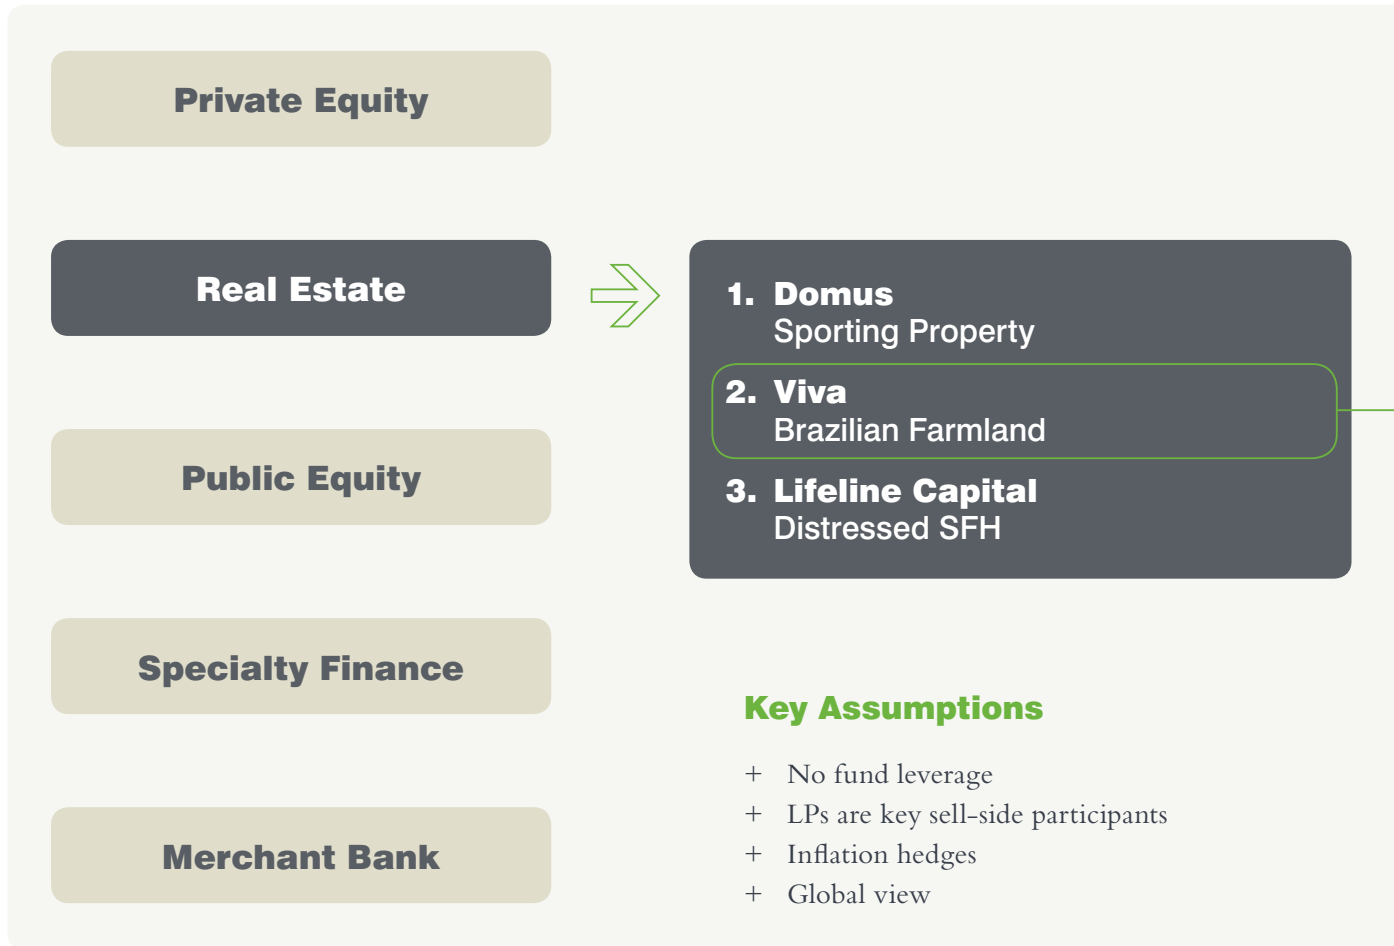 Private Equity
Real Estate
Public Equity
Specialty Finance
Merchant Bank
1. Domus
Sporting Property
2. Viva
Brazilian Farmland
3. Lifeline Capital
Distressed SFH
Key Assumptions
+ No fund leverage
+ LPs are key sell-side participants
+ Inflation hedges
+ Global view